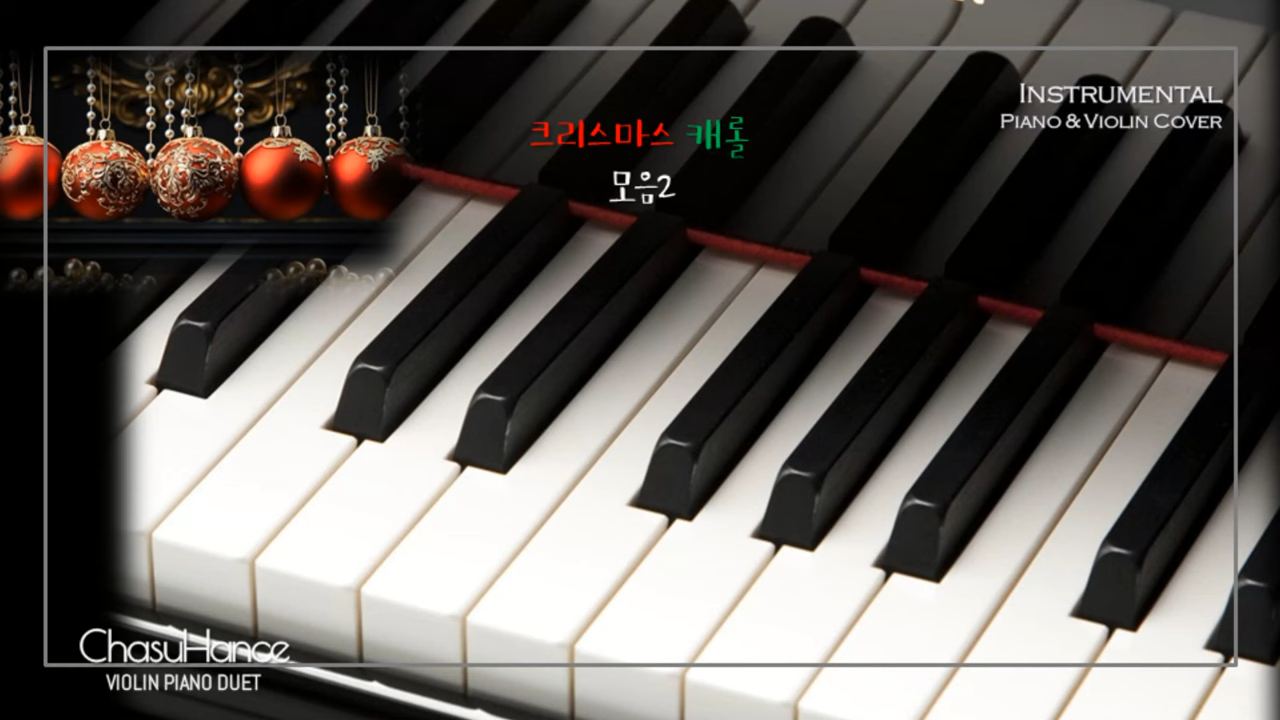 크리스마스 캐롤
모음2
INSTRUMENTAL
PIANO & VIOLIN COVER
ChasuHance
VIOLIN PIANO DUET